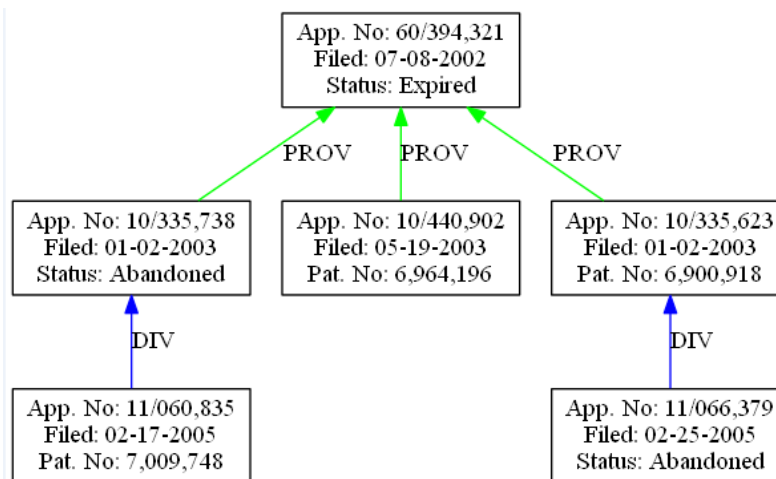 App. No: 60/394,321
Filed: 07-08-2002
Status: Expired
PROV
PROV
PROV
App. No: 10/335,738
Filed: 01-02-2003
Status: Abandoned
App. No: 10/440,902
Filed: 05-19-2003
Pat. No: 6,964,196
App. No: 10/335,623
Filed: 01-02-2003
Pat. No: 6,900,918
DIV
DIV
App. No: 11/060,835
Filed: 02-17-2005
Pat. No: 7,009,748
App. No: 11/066,379
Filed: 02-25-2005
Status: Abandoned